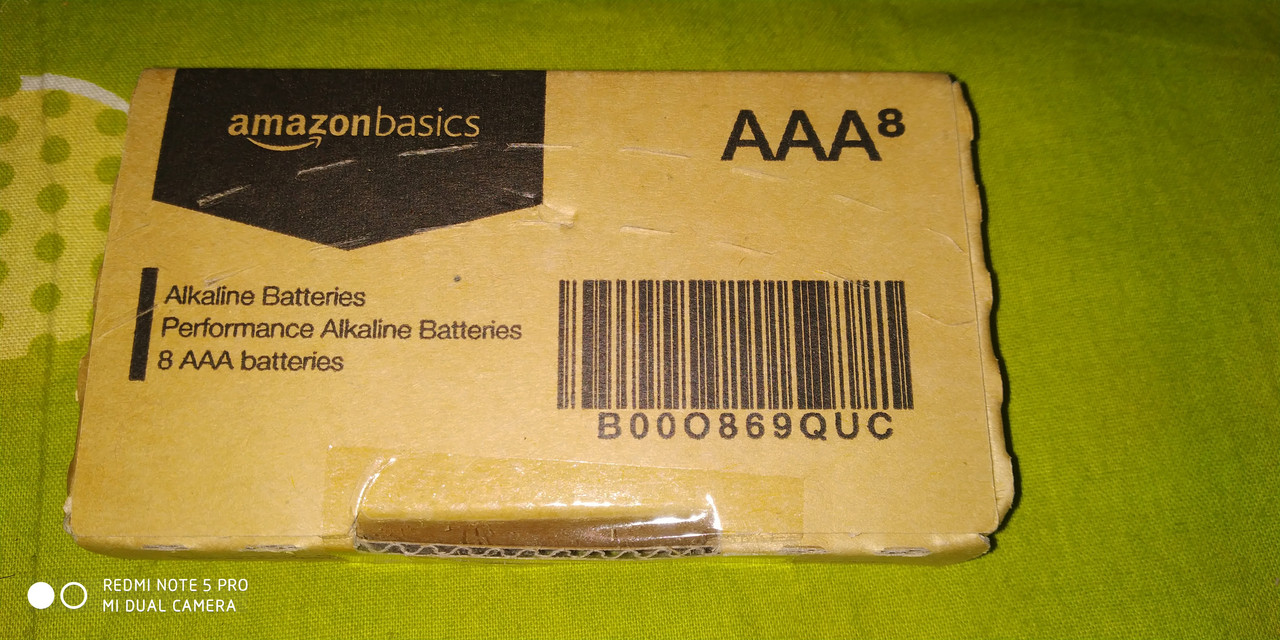 amazonbasics
AAA8
Alkaline Batteries
Performance Alkaline Batteries
8 AAA batteries
B00O869QUC
REDMI NOTE 5 PRO
MI DUAL CAMERA